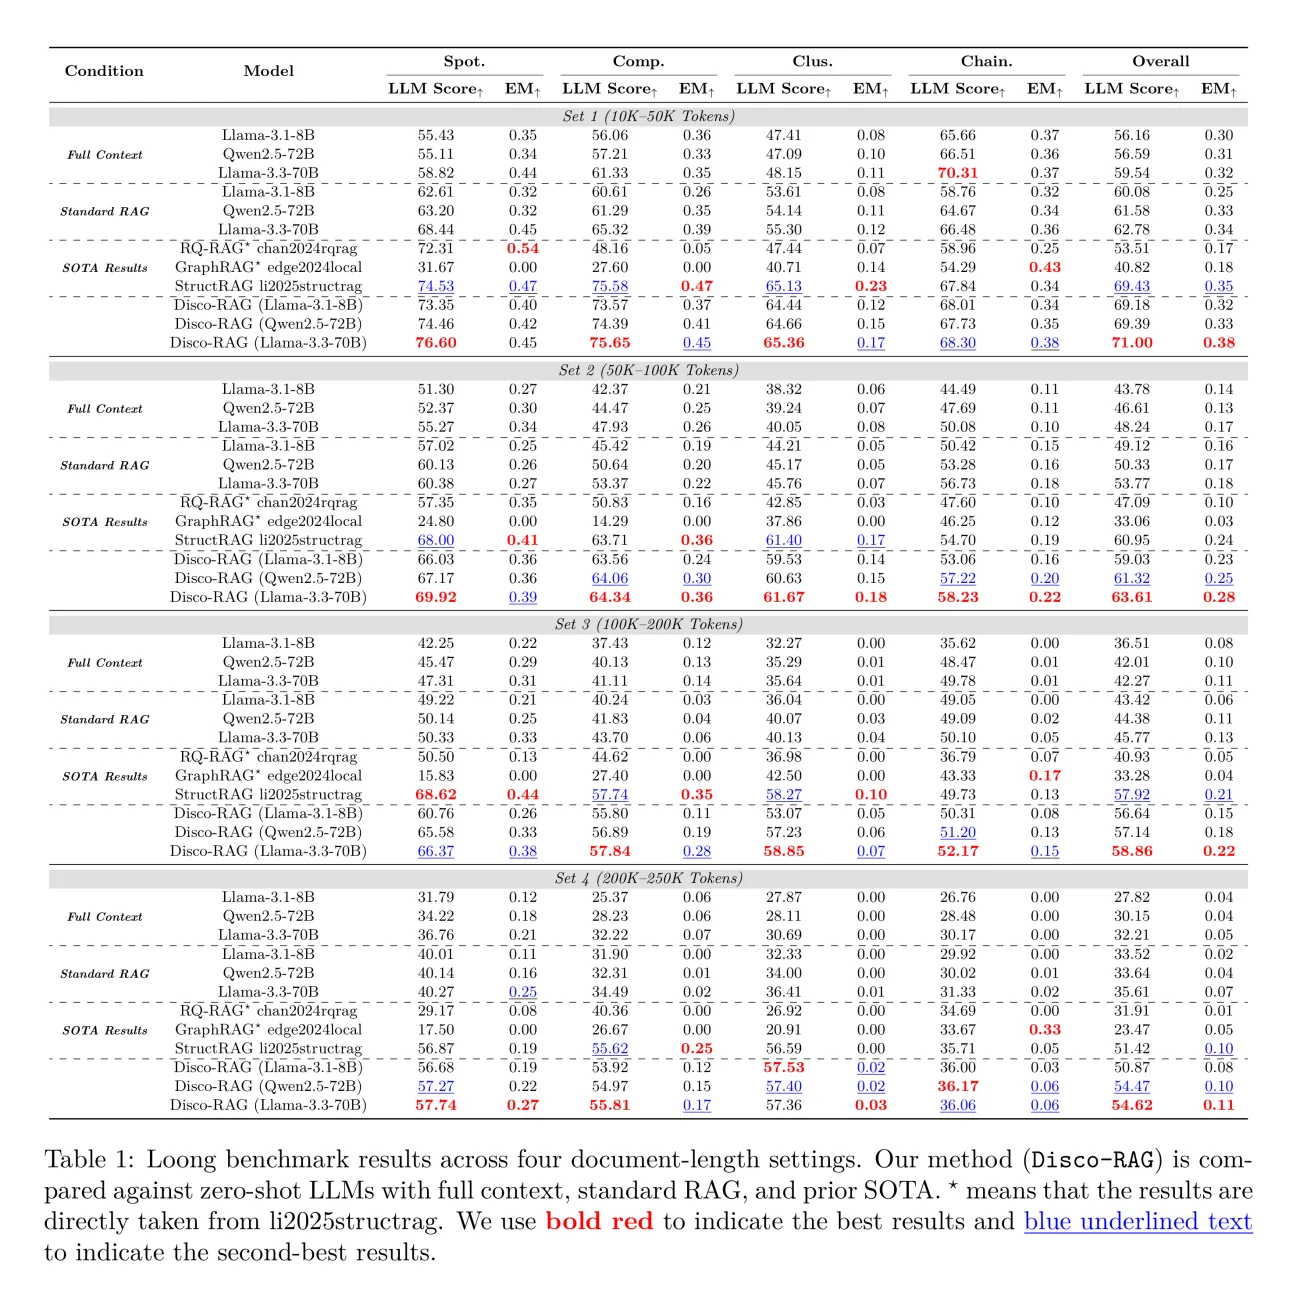 Condition Model Spot. Comp. Clus. Chain. Overall
LLM Score↑ EM↑ LLM Score↑ EM↑ LLM Score↑ EM↑ LLM Score↑ EM↑ LLM Score↑ EM↑
Set 1 (10K–50K Tokens)
Llama-3.1-8B 55.43 0.35 56.06 0.36 47.41 0.08 65.66 0.37 56.16 0.30
Full Context Qwen2.5-72B 55.11 0.34 57.21 0.33 47.09 0.10 66.51 0.36 56.59 0.31
Llama-3.3-70B 58.82 0.44 61.33 0.35 48.15 0.11 70.31 0.37 59.54 0.32
Llama-3.1-8B 62.61 0.32 60.61 0.26 53.61 0.08 58.76 0.32 60.08 0.25
Standard RAG Qwen2.5-72B 63.20 0.32 61.29 0.35 54.14 0.11 64.67 0.34 61.58 0.33
Llama-3.3-70B 68.44 0.45 65.32 0.39 55.30 0.12 66.48 0.36 62.78 0.34
RQ-RAG* chan2024rqrag 72.31 0.54 48.16 0.05 47.44 0.07 58.96 0.25 53.51 0.17
SOTA Results GraphRAG* edge2024local 31.67 0.00 27.60 0.00 40.71 0.14 54.29 0.43 40.82 0.18
StructRAG li2025structrag 74.53 0.47 75.58 0.47 65.13 0.23 67.84 0.34 69.43 0.35
Disco-RAG (Llama-3.1-8B) 73.35 0.40 73.57 0.37 64.44 0.12 68.01 0.34 69.18 0.32
Disco-RAG (Qwen2.5-72B) 74.46 0.42 74.39 0.41 64.66 0.15 67.73 0.35 69.39 0.33
Disco-RAG (Llama-3.3-70B) 76.60 0.45 75.65 0.45 65.36 0.17 68.30 0.38 71.00 0.38
Set 2 (50K–100K Tokens)
Llama-3.1-8B 51.30 0.27 42.37 0.21 38.32 0.06 44.49 0.11 43.78 0.14
Full Context Qwen2.5-72B 52.37 0.30 44.47 0.25 39.24 0.07 47.69 0.11 46.61 0.13
Llama-3.3-70B 55.27 0.34 47.93 0.26 40.05 0.08 50.08 0.10 48.24 0.17
Llama-3.1-8B 57.02 0.25 45.42 0.19 44.21 0.05 50.42 0.15 49.12 0.16
Standard RAG Qwen2.5-72B 60.13 0.26 50.64 0.20 45.17 0.05 53.28 0.16 50.33 0.17
Llama-3.3-70B 60.38 0.27 53.37 0.22 45.76 0.07 56.73 0.18 53.77 0.18
RQ-RAG* chan2024rqrag 57.35 0.35 50.83 0.16 42.85 0.03 47.60 0.10 47.09 0.10
SOTA Results GraphRAG* edge2024local 24.80 0.00 14.29 0.00 37.86 0.00 46.25 0.12 33.06 0.03
StructRAG li2025structrag 68.00 0.41 63.71 0.36 61.40 0.17 54.70 0.19 60.95 0.24
Disco-RAG (Llama-3.1-8B) 66.03 0.36 63.56 0.24 59.53 0.14 53.06 0.16 59.03 0.23
Disco-RAG (Qwen2.5-72B) 67.17 0.36 64.06 0.30 60.63 0.15 57.22 0.20 61.32 0.25
Disco-RAG (Llama-3.3-70B) 69.92 0.39 64.34 0.36 61.67 0.18 58.23 0.22 63.61 0.28
Set 3 (100K–200K Tokens)
Llama-3.1-8B 42.25 0.22 37.43 0.12 32.27 0.00 35.62 0.00 36.51 0.08
Full Context Qwen2.5-72B 45.47 0.29 40.13 0.13 35.29 0.01 48.47 0.01 42.01 0.10
Llama-3.3-70B 47.31 0.31 41.11 0.14 35.64 0.01 49.78 0.01 42.27 0.11
Llama-3.1-8B 49.22 0.21 40.24 0.03 36.04 0.00 49.05 0.00 43.42 0.06
Standard RAG Qwen2.5-72B 50.14 0.25 41.83 0.04 40.07 0.03 49.09 0.02 44.38 0.11
Llama-3.3-70B 50.33 0.33 43.70 0.06 40.13 0.04 50.10 0.05 45.77 0.13
RQ-RAG* chan2024rqrag 50.50 0.13 44.62 0.00 36.98 0.00 36.79 0.07 40.93 0.05
SOTA Results GraphRAG* edge2024local 15.83 0.00 27.40 0.00 42.50 0.00 43.33 0.17 33.28 0.04
StructRAG li2025structrag 68.62 0.44 57.74 0.35 58.27 0.10 49.73 0.13 57.92 0.21
Disco-RAG (Llama-3.1-8B) 60.76 0.26 55.80 0.11 53.07 0.05 50.31 0.08 56.64 0.15
Disco-RAG (Qwen2.5-72B) 65.58 0.33 56.89 0.19 57.23 0.06 51.20 0.13 57.14 0.18
Disco-RAG (Llama-3.3-70B) 66.37 0.38 57.84 0.28 58.85 0.07 52.17 0.15 58.86 0.22
Set 4 (200K–250K Tokens)
Llama-3.1-8B 31.79 0.12 25.37 0.06 27.87 0.00 26.76 0.00 27.82 0.04
Full Context Qwen2.5-72B 34.22 0.18 28.23 0.06 28.11 0.00 28.48 0.00 30.15 0.04
Llama-3.3-70B 36.76 0.21 32.22 0.07 30.69 0.00 30.17 0.00 32.21 0.05
Llama-3.1-8B 40.01 0.11 31.90 0.00 32.33 0.00 29.92 0.00 33.52 0.02
Standard RAG Qwen2.5-72B 40.14 0.16 32.31 0.01 34.00 0.00 30.02 0.01 33.64 0.04
Llama-3.3-70B 40.27 0.25 34.49 0.02 36.41 0.01 31.33 0.02 35.61 0.07
RQ-RAG* chan2024rqrag 29.17 0.08 40.36 0.00 26.92 0.00 34.69 0.00 31.91 0.01
SOTA Results GraphRAG* edge2024local 17.50 0.00 26.67 0.00 20.91 0.00 33.67 0.33 23.47 0.05
StructRAG li2025structrag 56.87 0.19 55.62 0.25 56.59 0.00 35.71 0.05 51.42 0.10
Disco-RAG (Llama-3.1-8B) 56.68 0.19 53.92 0.12 57.53 0.02 36.00 0.03 50.87 0.08
Disco-RAG (Qwen2.5-72B) 57.27 0.22 54.97 0.15 57.40 0.02 36.17 0.06 54.47 0.10
Disco-RAG (Llama-3.3-70B) 57.74 0.27 55.81 0.17 57.36 0.03 36.06 0.06 54.62 0.11
Table 1: Loong benchmark results across four document-length settings. Our method (Disco-RAG) is com-
pared against zero-shot LLMs with full context, standard RAG, and prior SOTA. * means that the results are
directly taken from li2025structrag. We use bold red to indicate the best results and blue underlined text
to indicate the second-best results.